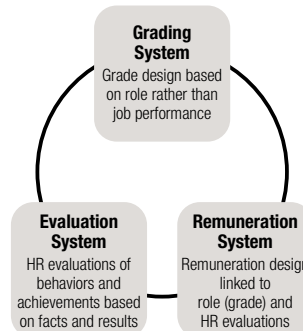 Grading
System
Grade design based
on role rather than
job performance
Evaluation
System
HR evaluations of
behaviors and
achievements based
on facts and results
Remuneration
System
Remuneration design
linked to
role (grade) and
HR evaluations